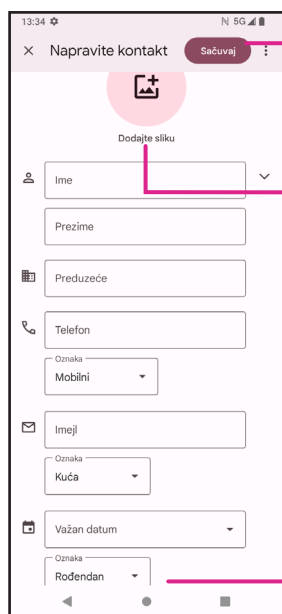 13:34 5G
Napravite kontakt Sačuvaj
Dodajte sliku
Ime
Prezime
Preduzeće
Telefon
Oznaka
Mobilni
Imejl
Oznaka
Kuća
Važan datum
Oznaka
Rođendan